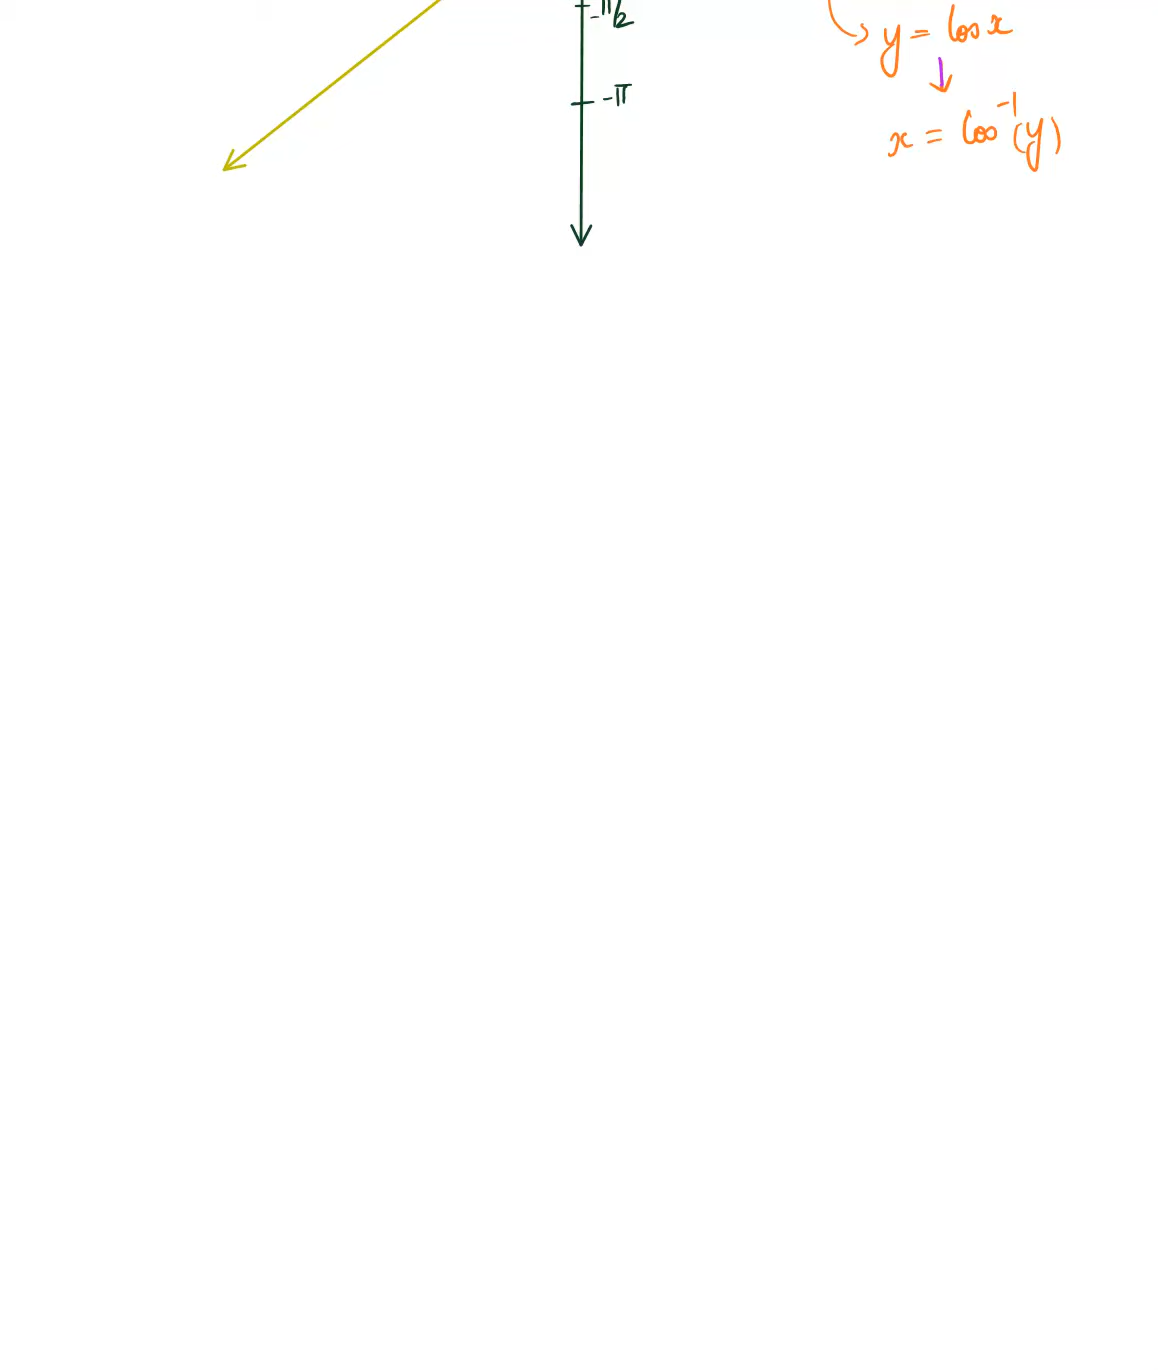 -π/2
y = cos x
-π
x = cos⁻¹(y)